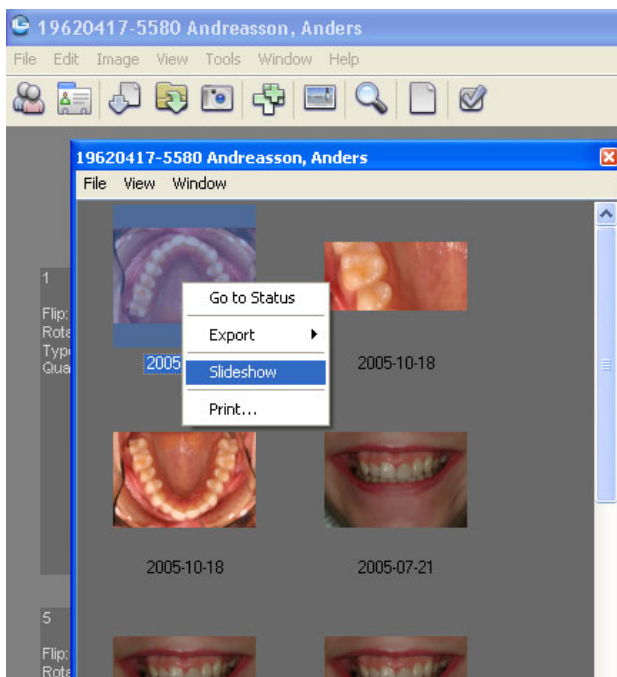 19620417-5580 Andreasson, Anders
File Edit Image View Tools Window Help
19620417-5580 Andreasson, Anders
File View Window
1
Flip:
Rota
Type
Qua
Go to Status
Export
Slideshow
Print...
2005
2005-10-18
2005-10-18
2005-07-21
5
Flip:
Rota